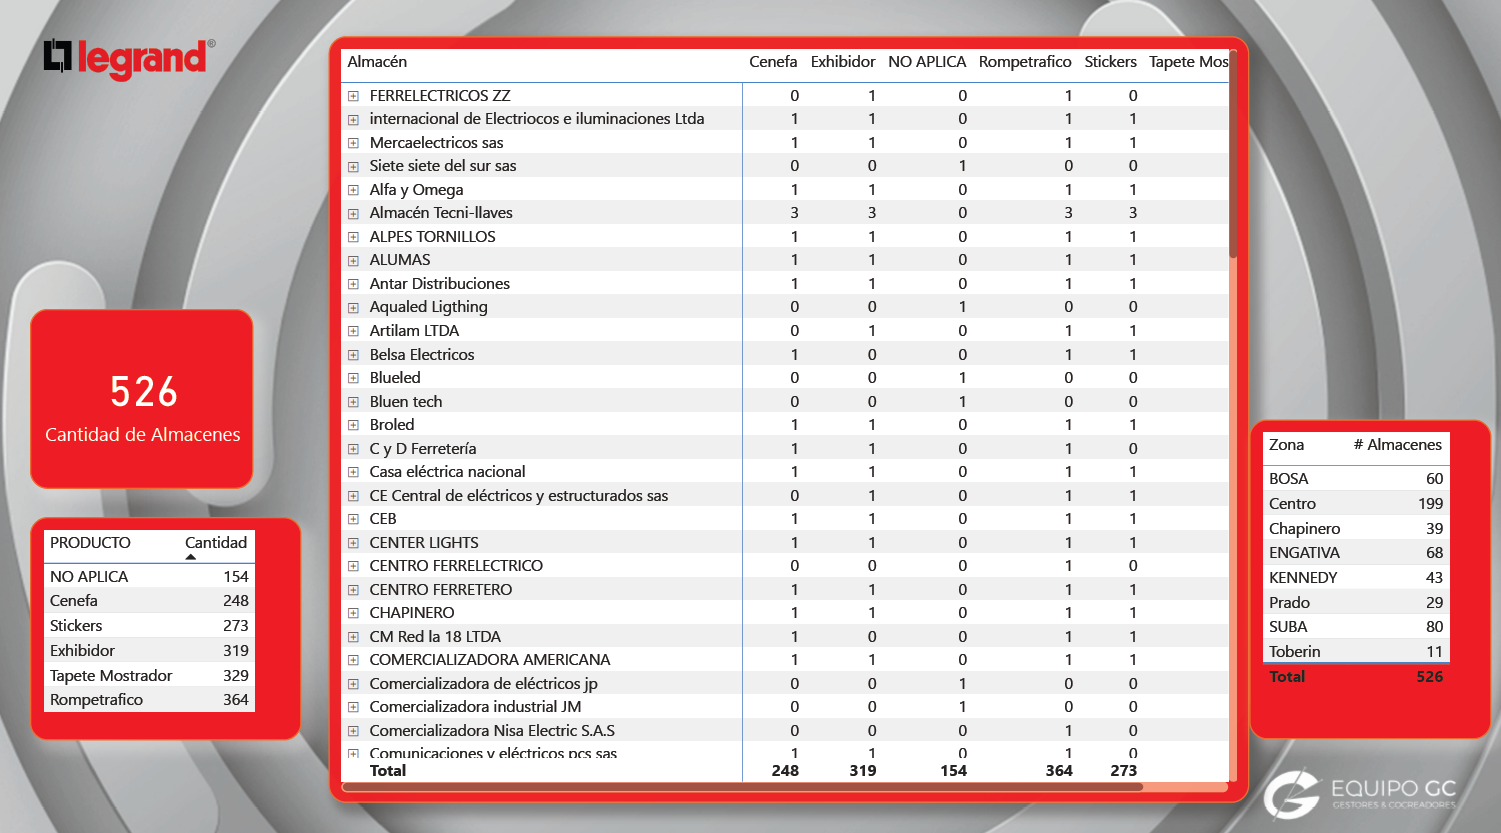 legrand®
Almacén Cenefa Exhibidor NO APLICA Rompetrafico Stickers Tapete Mos
FERRELECTRICOS ZZ 0 1 0 1 0
internacional de Electriocos e iluminaciones Ltda 1 1 0 1 1
Mercaelectricos sas 1 1 0 1 1
Siete siete del sur sas 0 0 1 0 0
Alfa y Omega 1 1 0 1 1
Almacén Tecni-llaves 3 3 0 3 3
ALPES TORNILLOS 1 1 0 1 1
ALUMAS 1 1 0 1 1
Antar Distribuciones 1 1 0 1 1
Aqualed Ligthing 0 0 1 0 0
Artilam LTDA 0 1 0 1 1
Belsa Electricos 1 0 0 1 1
Blueled 0 0 1 0 0
Bluen tech 0 0 1 0 0
Broled 1 1 0 1 1
C y D Ferretería 1 1 0 1 0
Casa eléctrica nacional 1 1 0 1 1
CE Central de eléctricos y estructurados sas 0 1 0 1 1
CEB 1 1 0 1 1
CENTER LIGHTS 1 1 0 1 1
CENTRO FERRELECTRICO 0 0 0 1 0
CENTRO FERRETERO 1 1 0 1 1
CHAPINERO 1 1 0 1 1
CM Red la 18 LTDA 1 0 0 1 1
COMERCIALIZADORA AMERICANA 1 1 0 1 1
Comercializadora de eléctricos jp 0 0 1 0 0
Comercializadora industrial JM 0 0 1 0 0
Comercializadora Nisa Electric S.A.S 0 0 0 1 0
Comunicaciones y eléctricos pcs sas 1 1 0 1 0
Total 248 319 154 364 273
526
Cantidad de Almacenes
PRODUCTO Cantidad
NO APLICA 154
Cenefa 248
Stickers 273
Exhibidor 319
Tapete Mostrador 329
Rompetrafico 364
Zona # Almacenes
BOSA 60
Centro 199
Chapinero 39
ENGATIVA 68
KENNEDY 43
Prado 29
SUBA 80
Toberin 11
Total 526
EQUIPO GC
GESTORES & COCREADORES